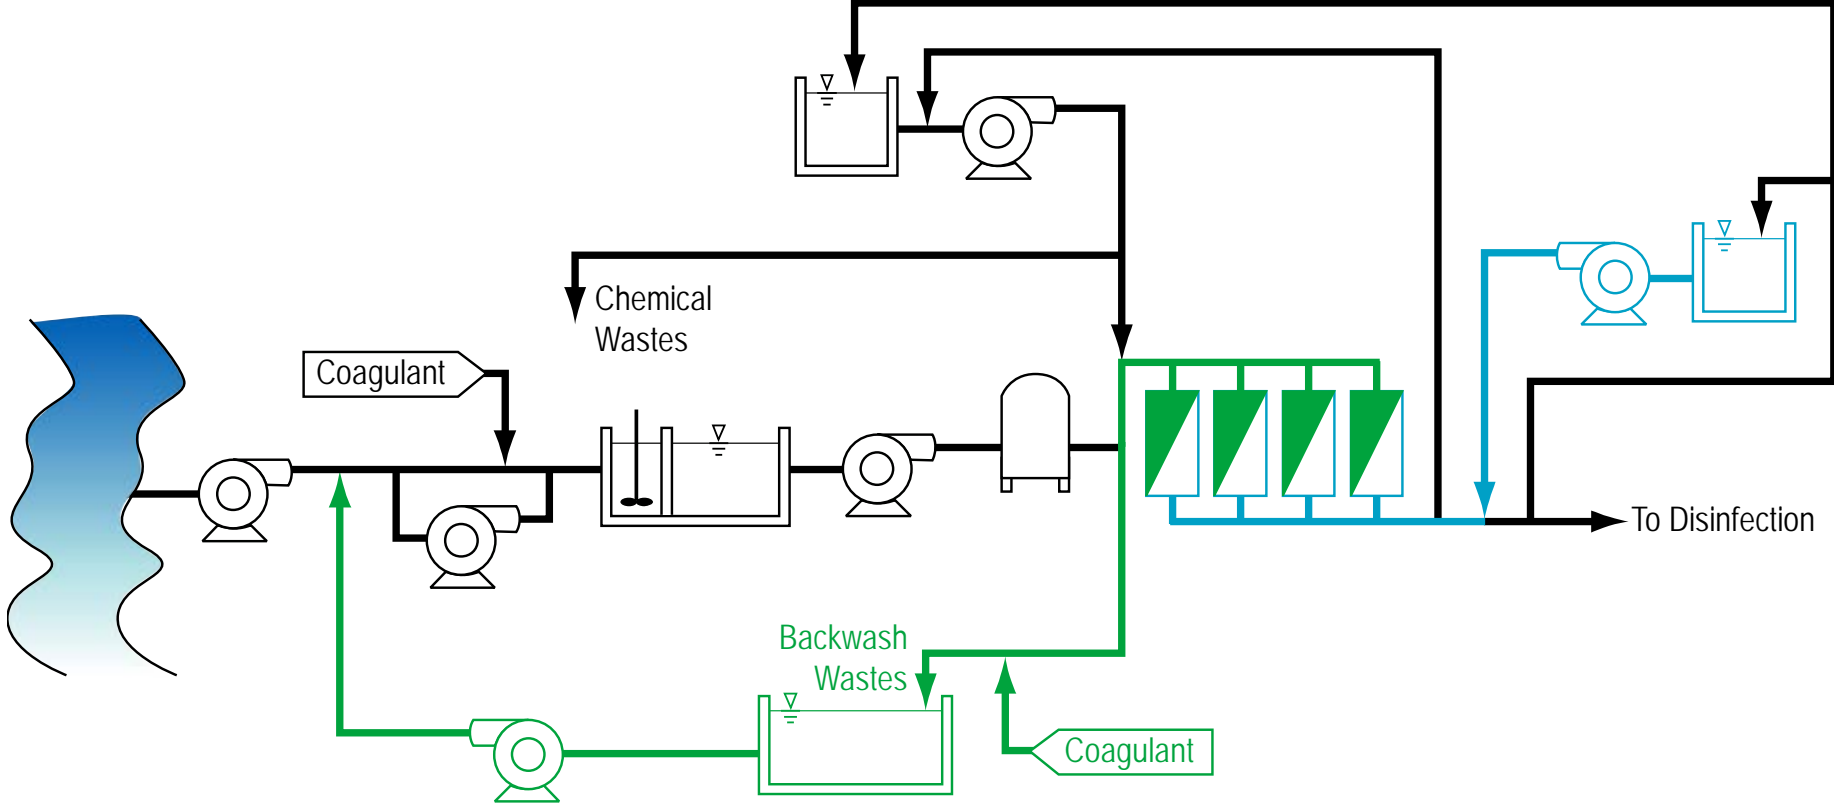 Chemical
Wastes
Coagulant
To Disinfection
Backwash
Wastes
Coagulant